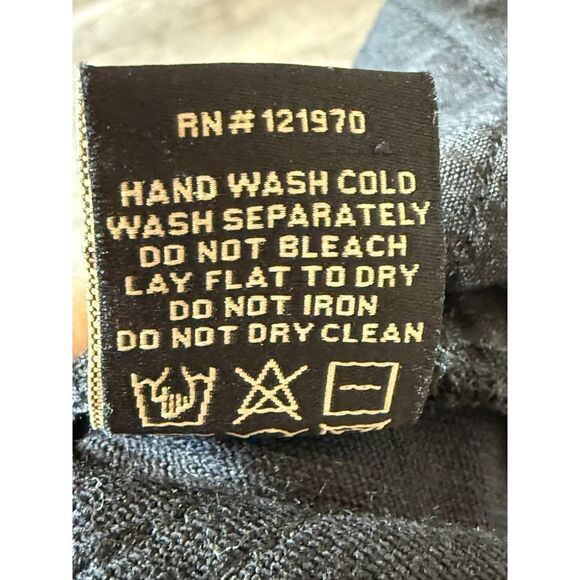 RN# 121970
HAND WASH COLD
WASH SEPARATELY
DO NOT BLEACH
LAY FLAT TO DRY
DO NOT IRON
DO NOT DRY CLEAN